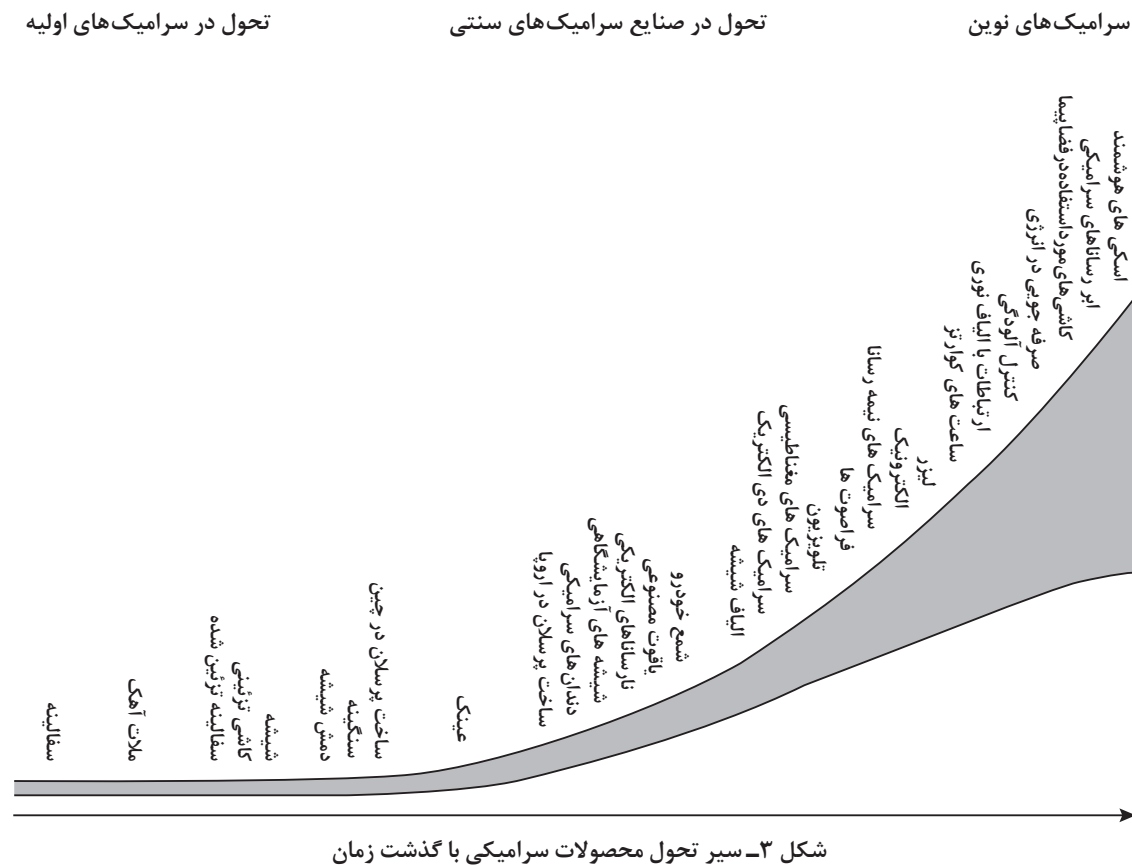 سرامیک‌های نوین
تحول در صنایع سرامیک‌های سنتی
تحول در سرامیک‌های اولیه
سفالینه
ملات آهک
سفالینه تزئین شده
کاشی تزئینی
شیشه
دمش شیشه
سنگینه
ساخت پرسلان در چین
عینک
ساخت پرسلان در اروپا
دندان‌های سرامیکی
شیشه های آزمایشگاهی
نارساناهای الکتریکی
یاقوت مصنوعی
شمع خودرو
الیاف شیشه
سرامیک های دی الکتریک
سرامیک های مغناطیسی
تلویزیون
فراصوت ها
سرامیک های نیمه رسانا
الکترونیک
لیزر
ساعت های کوارتز
ارتباطات با الیاف نوری
کنترل آلودگی
صرفه جویی در انرژی
کاشی‌های‌مورداستفاده‌درفضاپیما
ابر رساناهای سرامیکی
اسکی های هوشمند
شکل ۳ــ سیر تحول محصولات سرامیکی با گذشت زمان